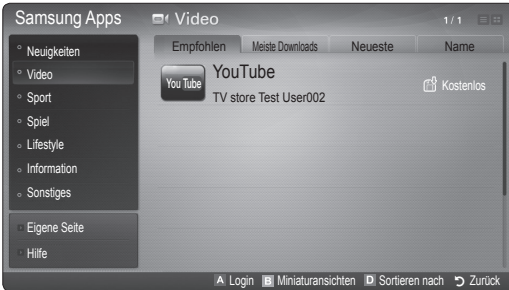 Samsung Apps
Video
1 / 1
Neuigkeiten
Video
Sport
Spiel
Lifestyle
Information
Sonstiges
Eigene Seite
Hilfe
Empfohlen
Meiste Downloads
Neueste
Name
You Tube
YouTube
TV store Test User002
Kostenlos
A Login B Miniaturansichten D Sortieren nach Zurück